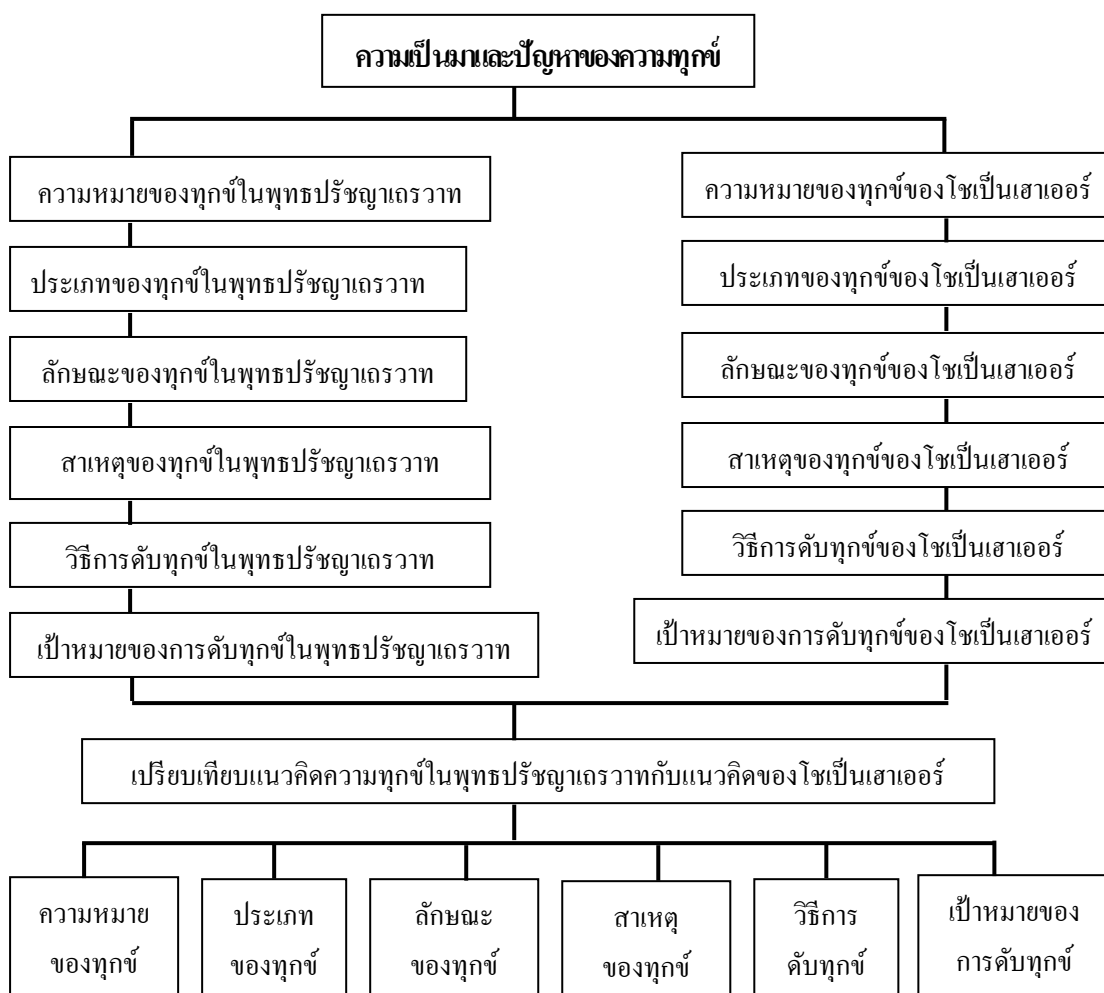 ความเป็นมาและปัญหาของความทุกข์
ความหมายของทุกข์ในพุทธปรัชญาเถรวาท
ประเภทของทุกข์ในพุทธปรัชญาเถรวาท
ลักษณะของทุกข์ในพุทธปรัชญาเถรวาท
สาเหตุของทุกข์ในพุทธปรัชญาเถรวาท
วิธีการดับทุกข์ในพุทธปรัชญาเถรวาท
เป้าหมายของการดับทุกข์ในพุทธปรัชญาเถรวาท
ความหมายของทุกข์ของโชเป็นเฮาเออร์
ประเภทของทุกข์ของโชเป็นเฮาเออร์
ลักษณะของทุกข์ของโชเป็นเฮาเออร์
สาเหตุของทุกข์ของโชเป็นเฮาเออร์
วิธีการดับทุกข์ของโชเป็นเฮาเออร์
เป้าหมายของการดับทุกข์ของโชเป็นเฮาเออร์
เปรียบเทียบแนวคิดความทุกข์ในพุทธปรัชญาเถรวาทกับแนวคิดของโชเป็นเฮาเออร์
ความหมาย
ของทุกข์
ประเภท
ของทุกข์
ลักษณะ
ของทุกข์
สาเหตุ
ของทุกข์
วิธีการ
ดับทุกข์
เป้าหมายของ
การดับทุกข์